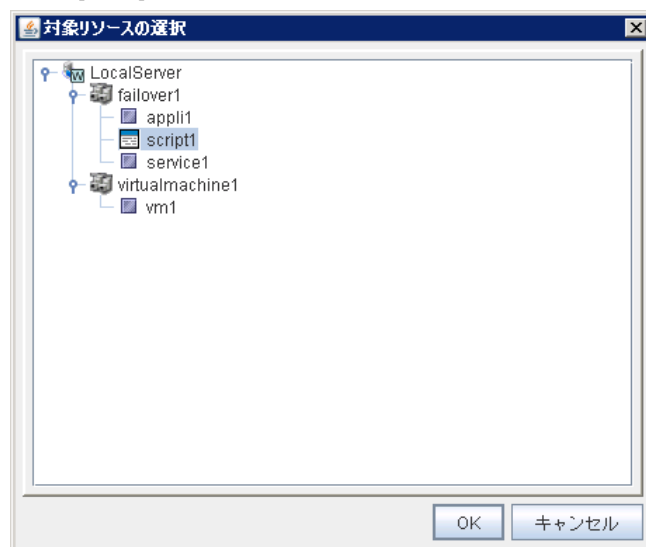 対象リソースの選択
LocalServer
failover1
appli1
script1
service1
virtualmachine1
vm1
OK
キャンセル